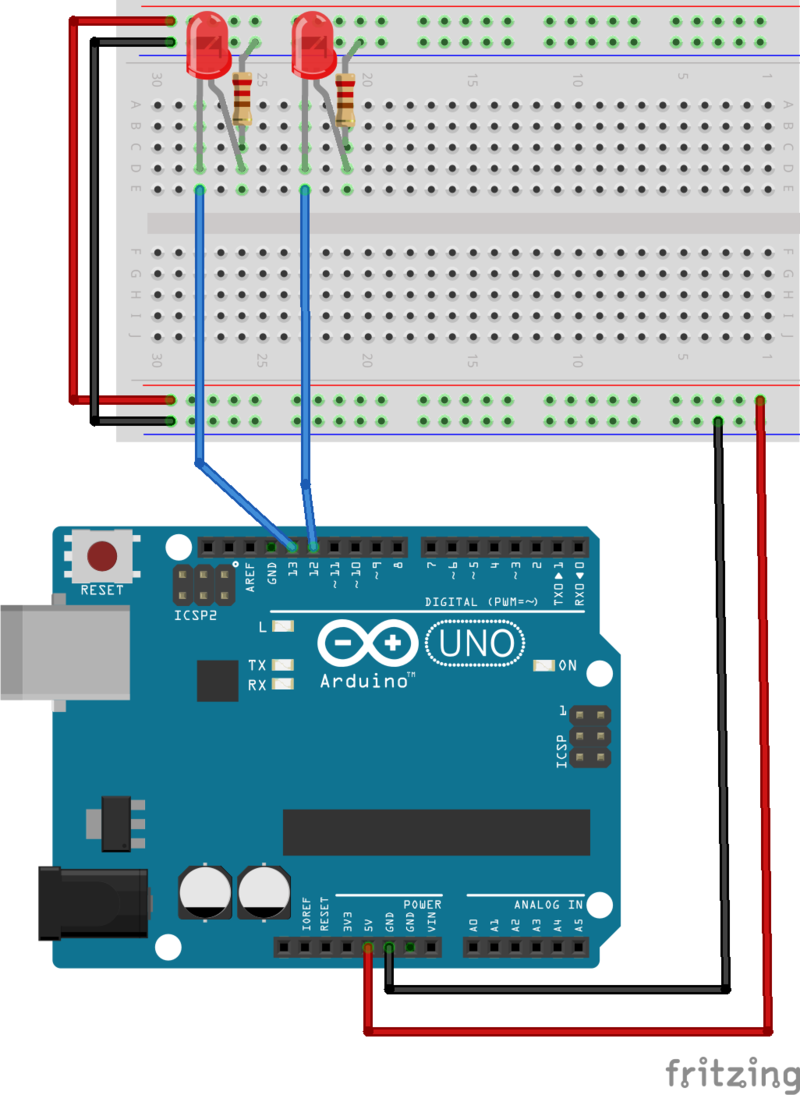 30 25 20 15 10 5 1
A A
B B
C C
D D
E E
F F
G G
H H
I I
J J
30 25 20 15 10 5 1
RESET
ICSP2
AREF
GND
13
12
~11
~10
~9
8
7
~6
~5
4
~3
2
TX0▶1
RX0◀0
DIGITAL (PWM=~)
L
TX
RX
UNO
ON
Arduino™
1
ICSP
POWER
ANALOG IN
IOREF
RESET
3V3
5V
GND
GND
VIN
A0
A1
A2
A3
A4
A5
fritzing